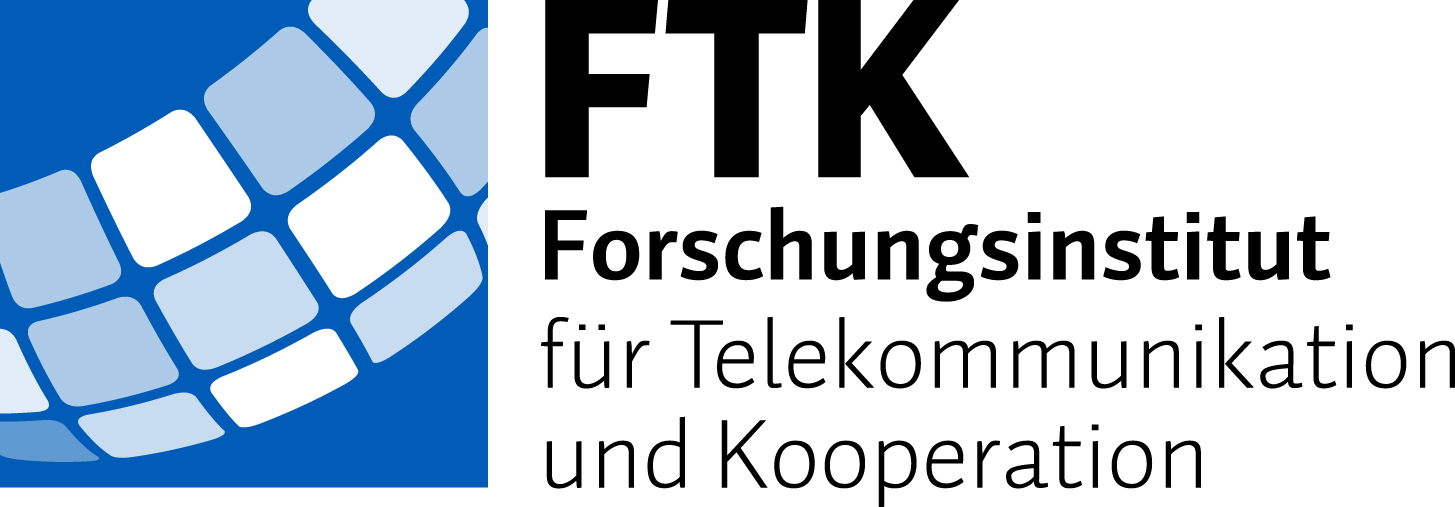 FTK
Forschungsinstitut
für Telekommunikation
und Kooperation